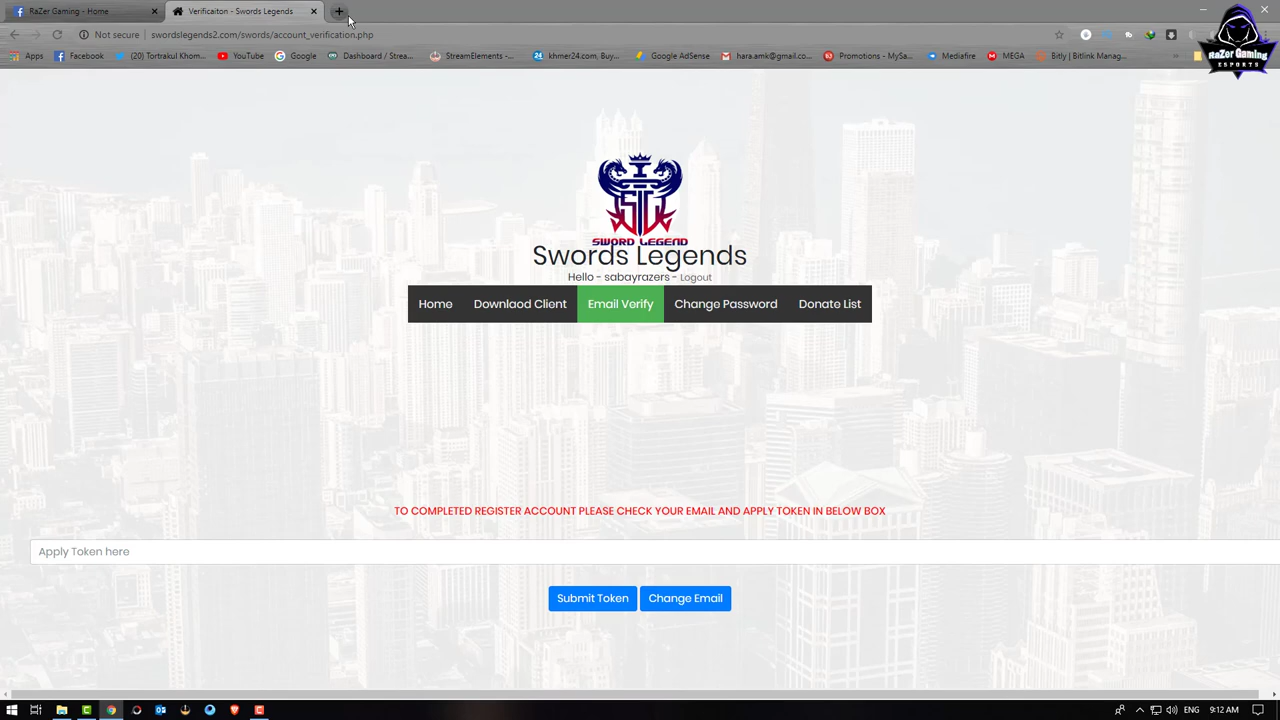 RaZer Gaming - Home
Verificaiton - Swords Legends
Not secure | swordslegends2.com/swords/account_verification.php
Apps Facebook (2) Tortrakul Khom... YouTube Google Dashboard / Strea... StreamElements -... khmer24.com, Buy... Google AdSense hara.amk@gmail.co... Promotions - MySa... Mediafire MEGA Bitly | Bitlink Manag...
RaZer Gaming
ESPORTS
SWORD LEGEND
Swords Legends
Hello - sabayrazers - Logout
Home Downlaod Client Email Verify Change Password Donate List
TO COMPLETED REGISTER ACCOUNT PLEASE CHECK YOUR EMAIL AND APPLY TOKEN IN BELOW BOX
Apply Token here
Submit Token Change Email
ENG 9:12 AM